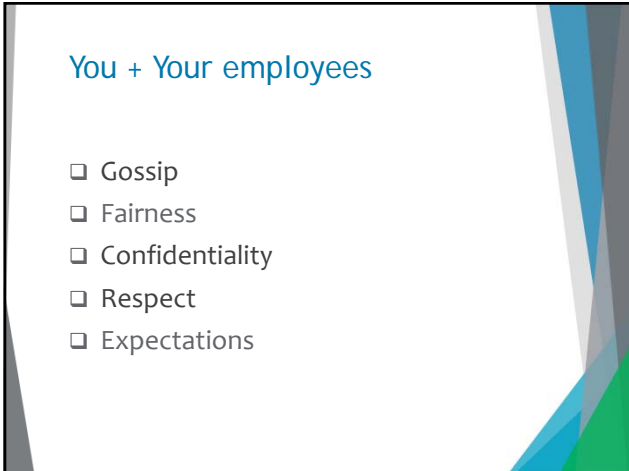 You + Your employees
❑ Gossip
❑ Fairness
❑ Confidentiality
❑ Respect
❑ Expectations